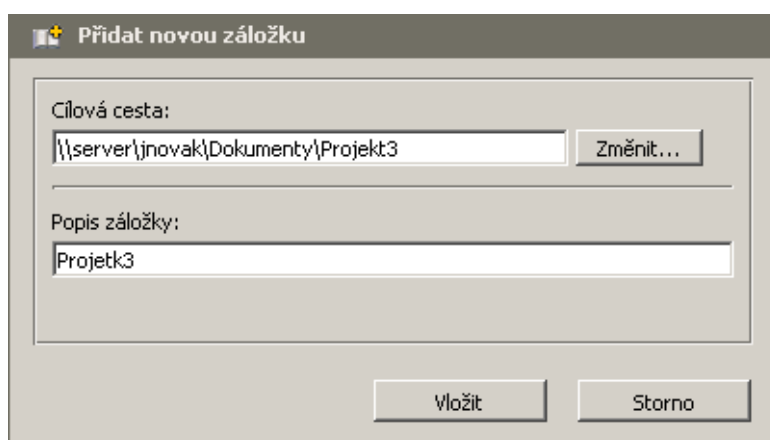 Přidat novou záložku
Cílová cesta:
\\server\jnovak\Dokumenty\Projekt3
Změnit...
Popis záložky:
Projetk3
Vložit
Storno